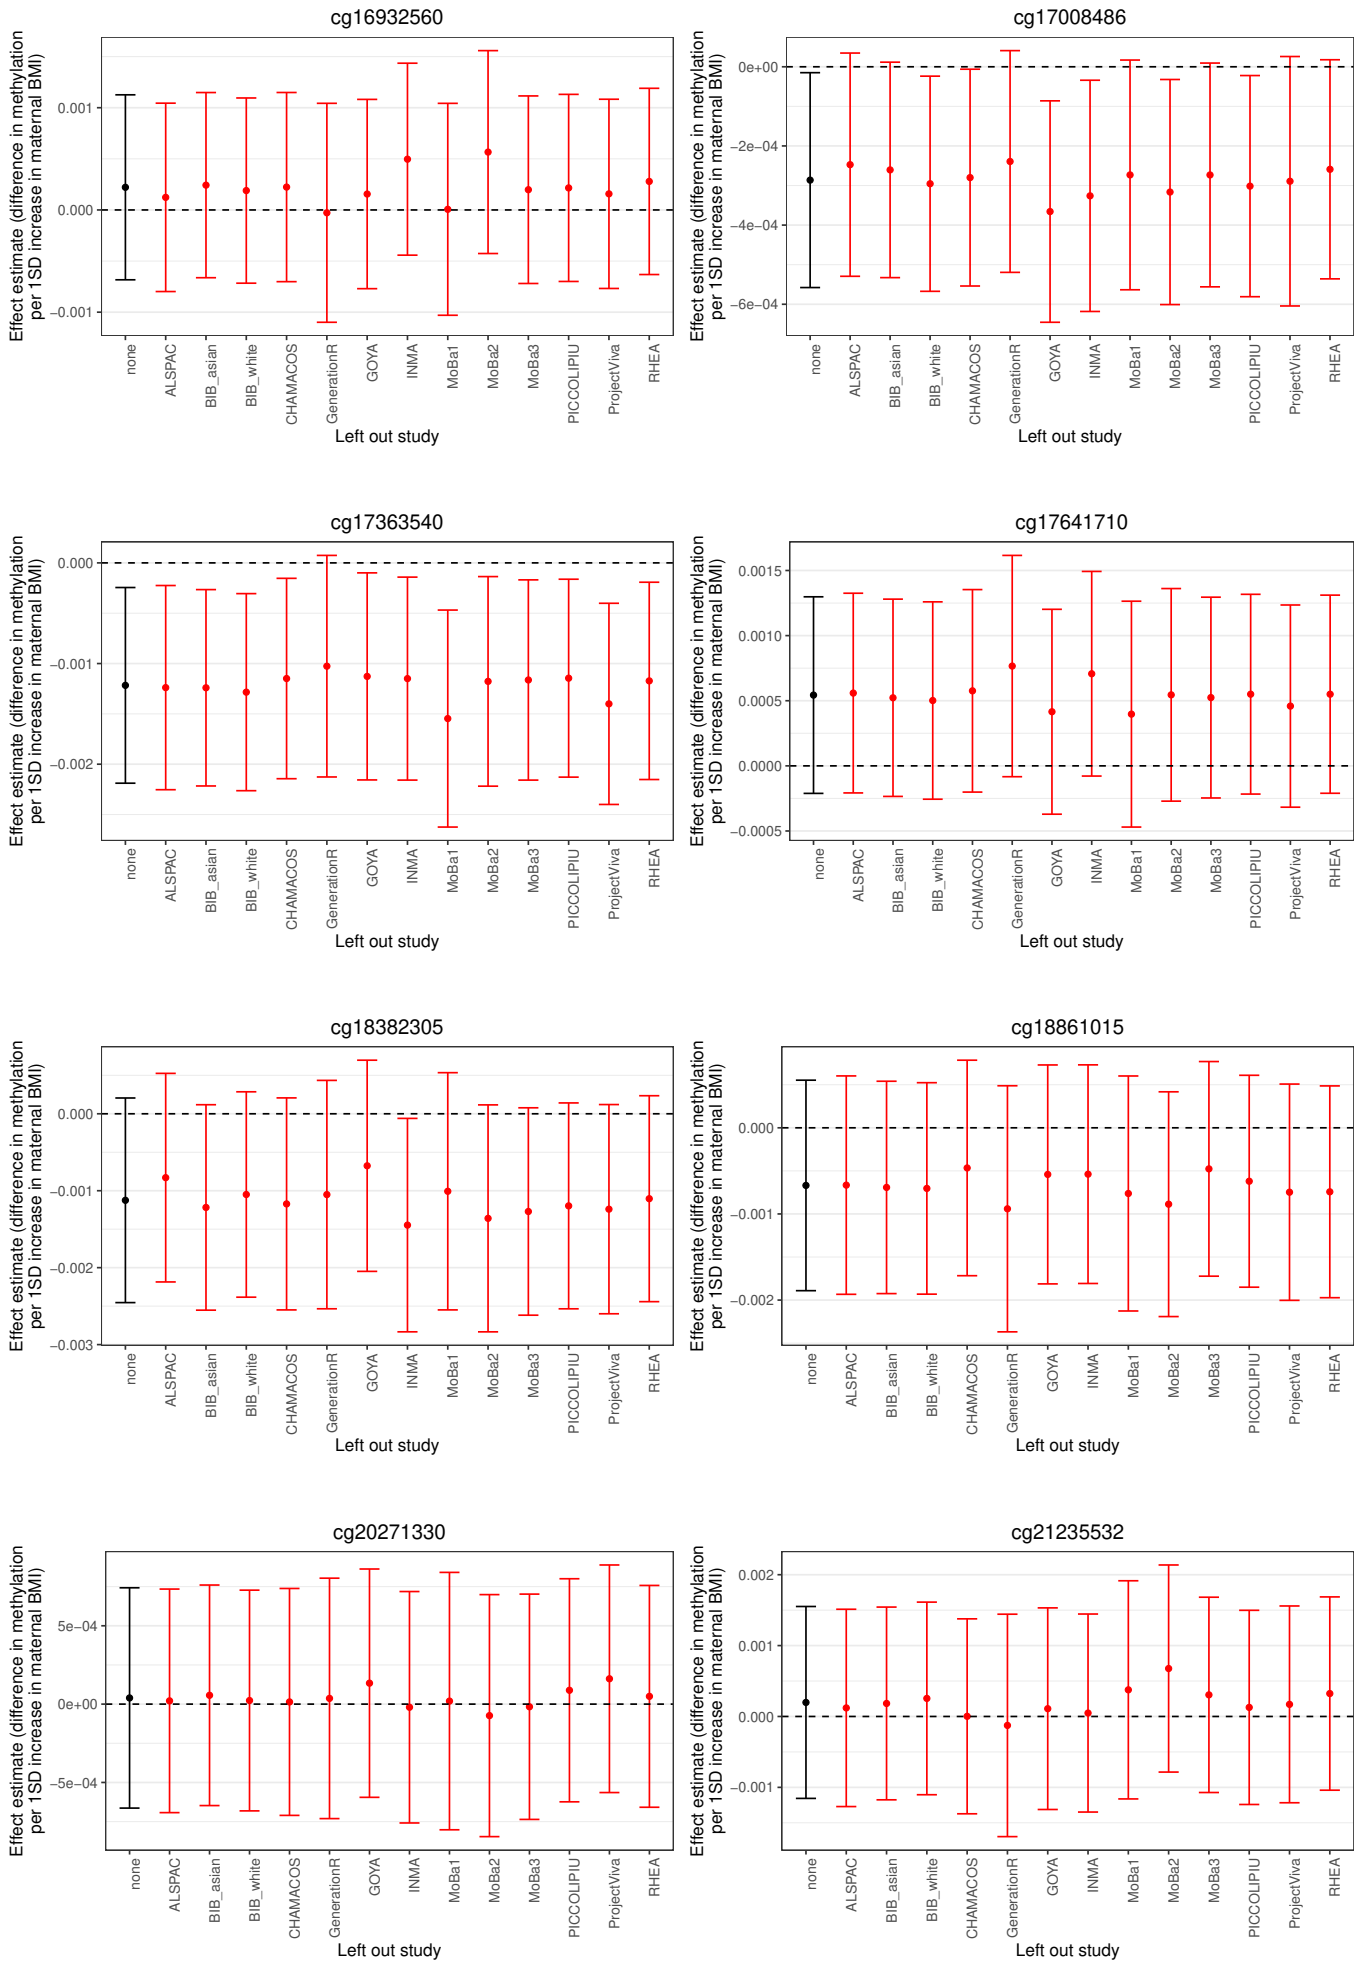 cg16932560
Effect estimate (difference in methylation
per 1SD increase in maternal BMI)
0.001
0.000
−0.001
none
ALSPAC
BIB_asian
BIB_white
CHAMACOS
GenerationR
GOYA
INMA
MoBa1
MoBa2
MoBa3
PICCOLIPIU
ProjectViva
RHEA
Left out study
cg17008486
Effect estimate (difference in methylation
per 1SD increase in maternal BMI)
0e+00
−2e−04
−4e−04
−6e−04
none
ALSPAC
BIB_asian
BIB_white
CHAMACOS
GenerationR
GOYA
INMA
MoBa1
MoBa2
MoBa3
PICCOLIPIU
ProjectViva
RHEA
Left out study
cg17363540
Effect estimate (difference in methylation
per 1SD increase in maternal BMI)
0.000
−0.001
−0.002
none
ALSPAC
BIB_asian
BIB_white
CHAMACOS
GenerationR
GOYA
INMA
MoBa1
MoBa2
MoBa3
PICCOLIPIU
ProjectViva
RHEA
Left out study
cg17641710
Effect estimate (difference in methylation
per 1SD increase in maternal BMI)
0.0015
0.0010
0.0005
0.0000
−0.0005
none
ALSPAC
BIB_asian
BIB_white
CHAMACOS
GenerationR
GOYA
INMA
MoBa1
MoBa2
MoBa3
PICCOLIPIU
ProjectViva
RHEA
Left out study
cg18382305
Effect estimate (difference in methylation
per 1SD increase in maternal BMI)
0.000
−0.001
−0.002
−0.003
none
ALSPAC
BIB_asian
BIB_white
CHAMACOS
GenerationR
GOYA
INMA
MoBa1
MoBa2
MoBa3
PICCOLIPIU
ProjectViva
RHEA
Left out study
cg18861015
Effect estimate (difference in methylation
per 1SD increase in maternal BMI)
0.000
−0.001
−0.002
none
ALSPAC
BIB_asian
BIB_white
CHAMACOS
GenerationR
GOYA
INMA
MoBa1
MoBa2
MoBa3
PICCOLIPIU
ProjectViva
RHEA
Left out study
cg20271330
Effect estimate (difference in methylation
per 1SD increase in maternal BMI)
5e−04
0e+00
−5e−04
none
ALSPAC
BIB_asian
BIB_white
CHAMACOS
GenerationR
GOYA
INMA
MoBa1
MoBa2
MoBa3
PICCOLIPIU
ProjectViva
RHEA
Left out study
cg21235532
Effect estimate (difference in methylation
per 1SD increase in maternal BMI)
0.002
0.001
0.000
−0.001
none
ALSPAC
BIB_asian
BIB_white
CHAMACOS
GenerationR
GOYA
INMA
MoBa1
MoBa2
MoBa3
PICCOLIPIU
ProjectViva
RHEA
Left out study